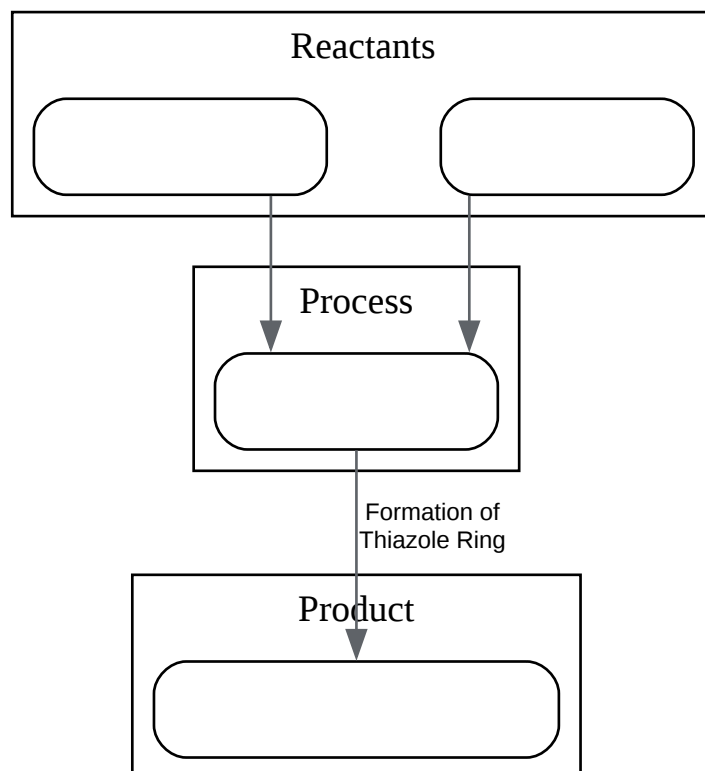 Reactants
Process
Formation of
Thiazole Ring
Product